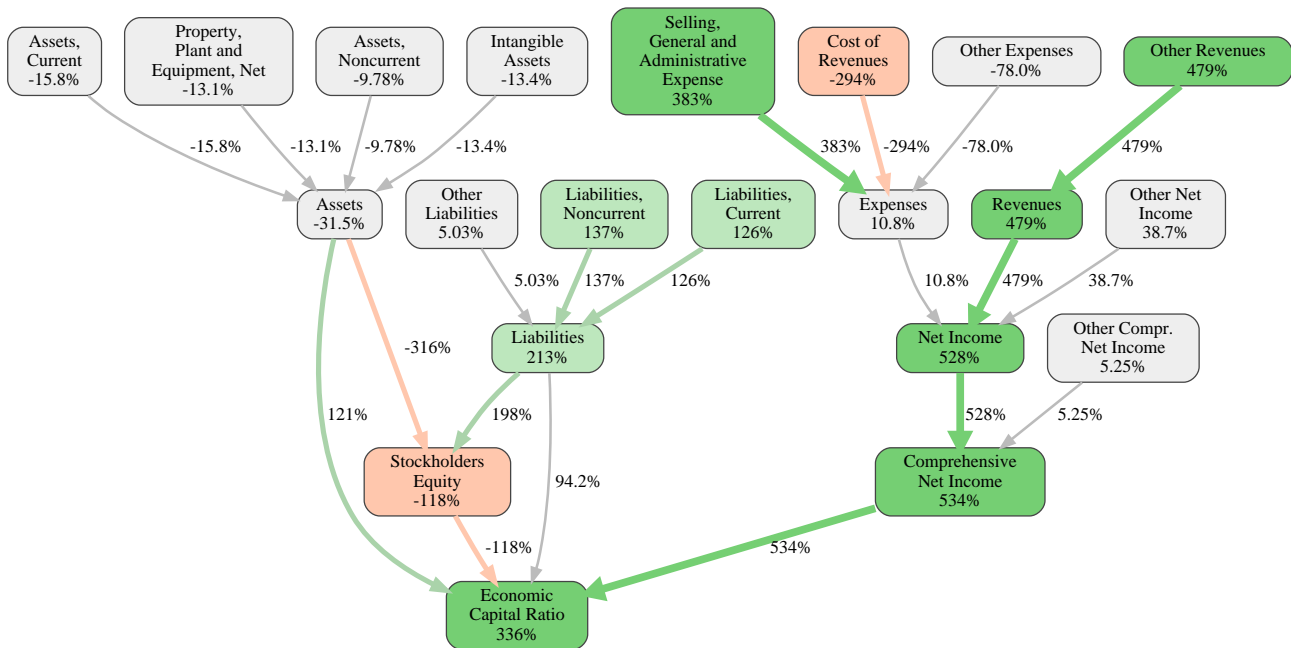 Assets,
Current
-15.8%
Property,
Plant and
Equipment, Net
-13.1%
Assets,
Noncurrent
-9.78%
Intangible
Assets
-13.4%
Selling,
General and
Administrative
Expense
383%
Cost of
Revenues
-294%
Other Expenses
-78.0%
Other Revenues
479%
-15.8%
-13.1%
-9.78%
-13.4%
383%
-294%
-78.0%
479%
Assets
-31.5%
Other
Liabilities
5.03%
Liabilities,
Noncurrent
137%
Liabilities,
Current
126%
Expenses
10.8%
Revenues
479%
Other Net
Income
38.7%
5.03%
137%
126%
10.8%
479%
38.7%
-316%
Liabilities
213%
Net Income
528%
Other Compr.
Net Income
5.25%
121%
198%
528%
5.25%
Stockholders
Equity
-118%
94.2%
Comprehensive
Net Income
534%
-118%
534%
Economic
Capital Ratio
336%